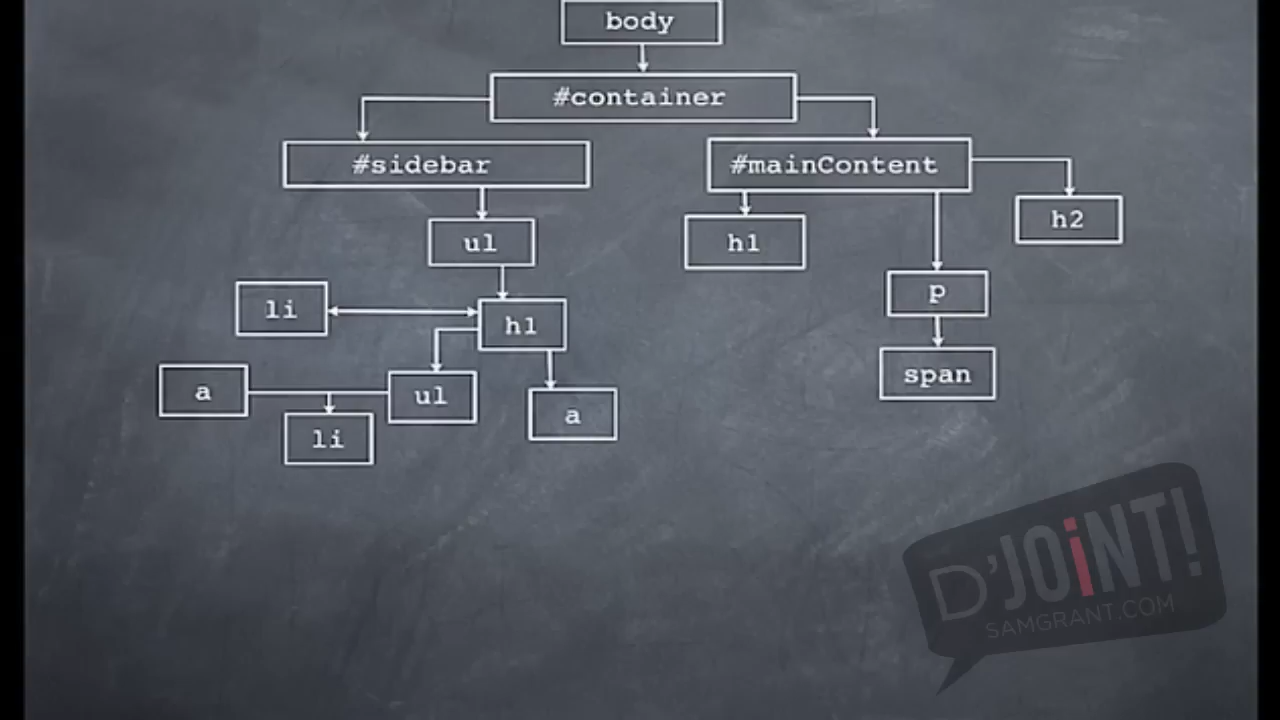 body
#container
#sidebar
#mainContent
h2
ul
h1
li
h1
p
a
ul
a
span
li
D'JOiNT!
SAMGRANT.COM